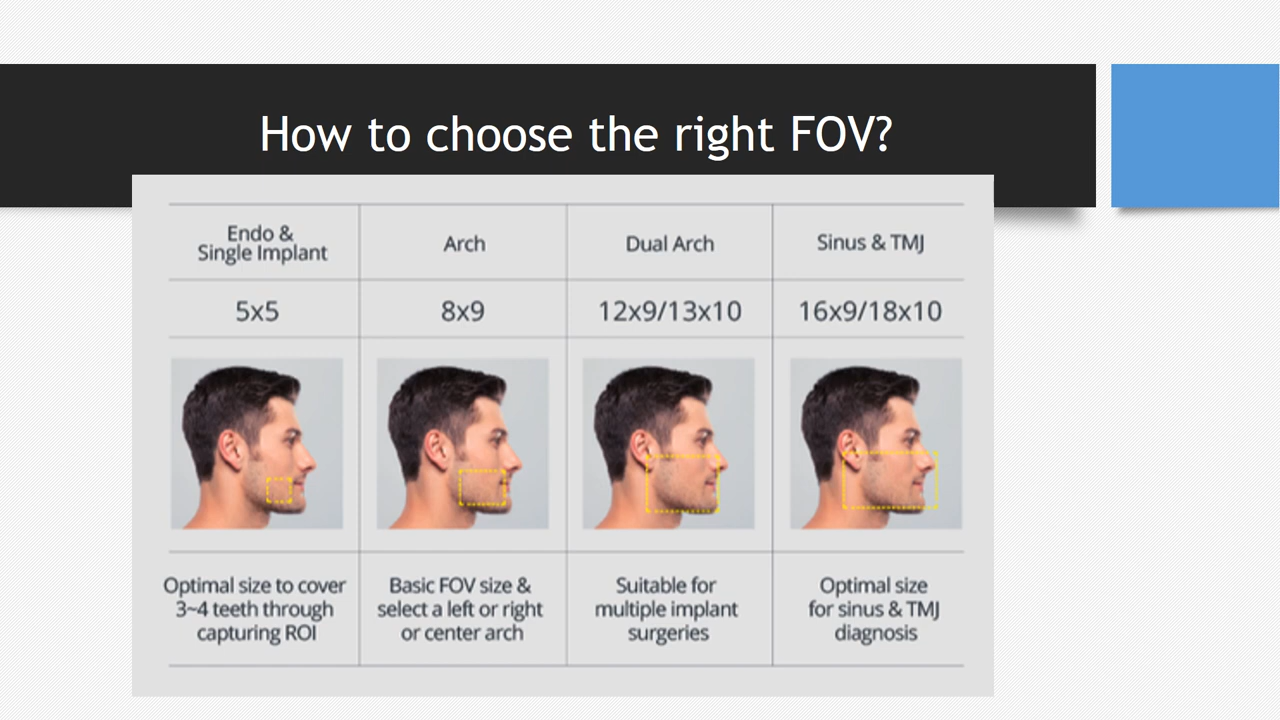 How to choose the right FOV?
Endo &
Single Implant
Arch
Dual Arch
Sinus & TMJ
5x5
8x9
12x9/13x10
16x9/18x10
Optimal size to cover
3~4 teeth through
capturing ROI
Basic FOV size &
select a left or right
or center arch
Suitable for
multiple implant
surgeries
Optimal size
for sinus & TMJ
diagnosis